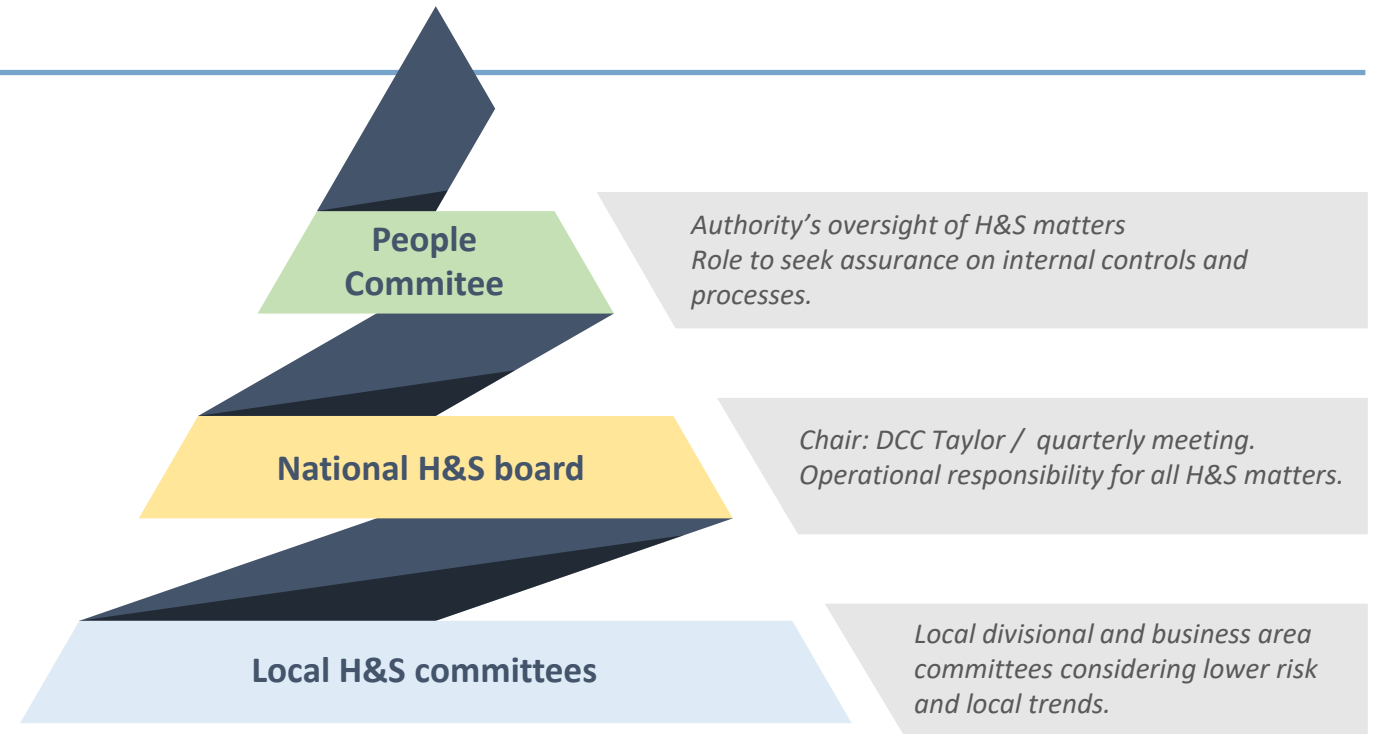 People
Commitee
Authority’s oversight of H&S matters
Role to seek assurance on internal controls and
processes.
National H&S board
Chair: DCC Taylor / quarterly meeting.
Operational responsibility for all H&S matters.
Local H&S committees
Local divisional and business area
committees considering lower risk
and local trends.